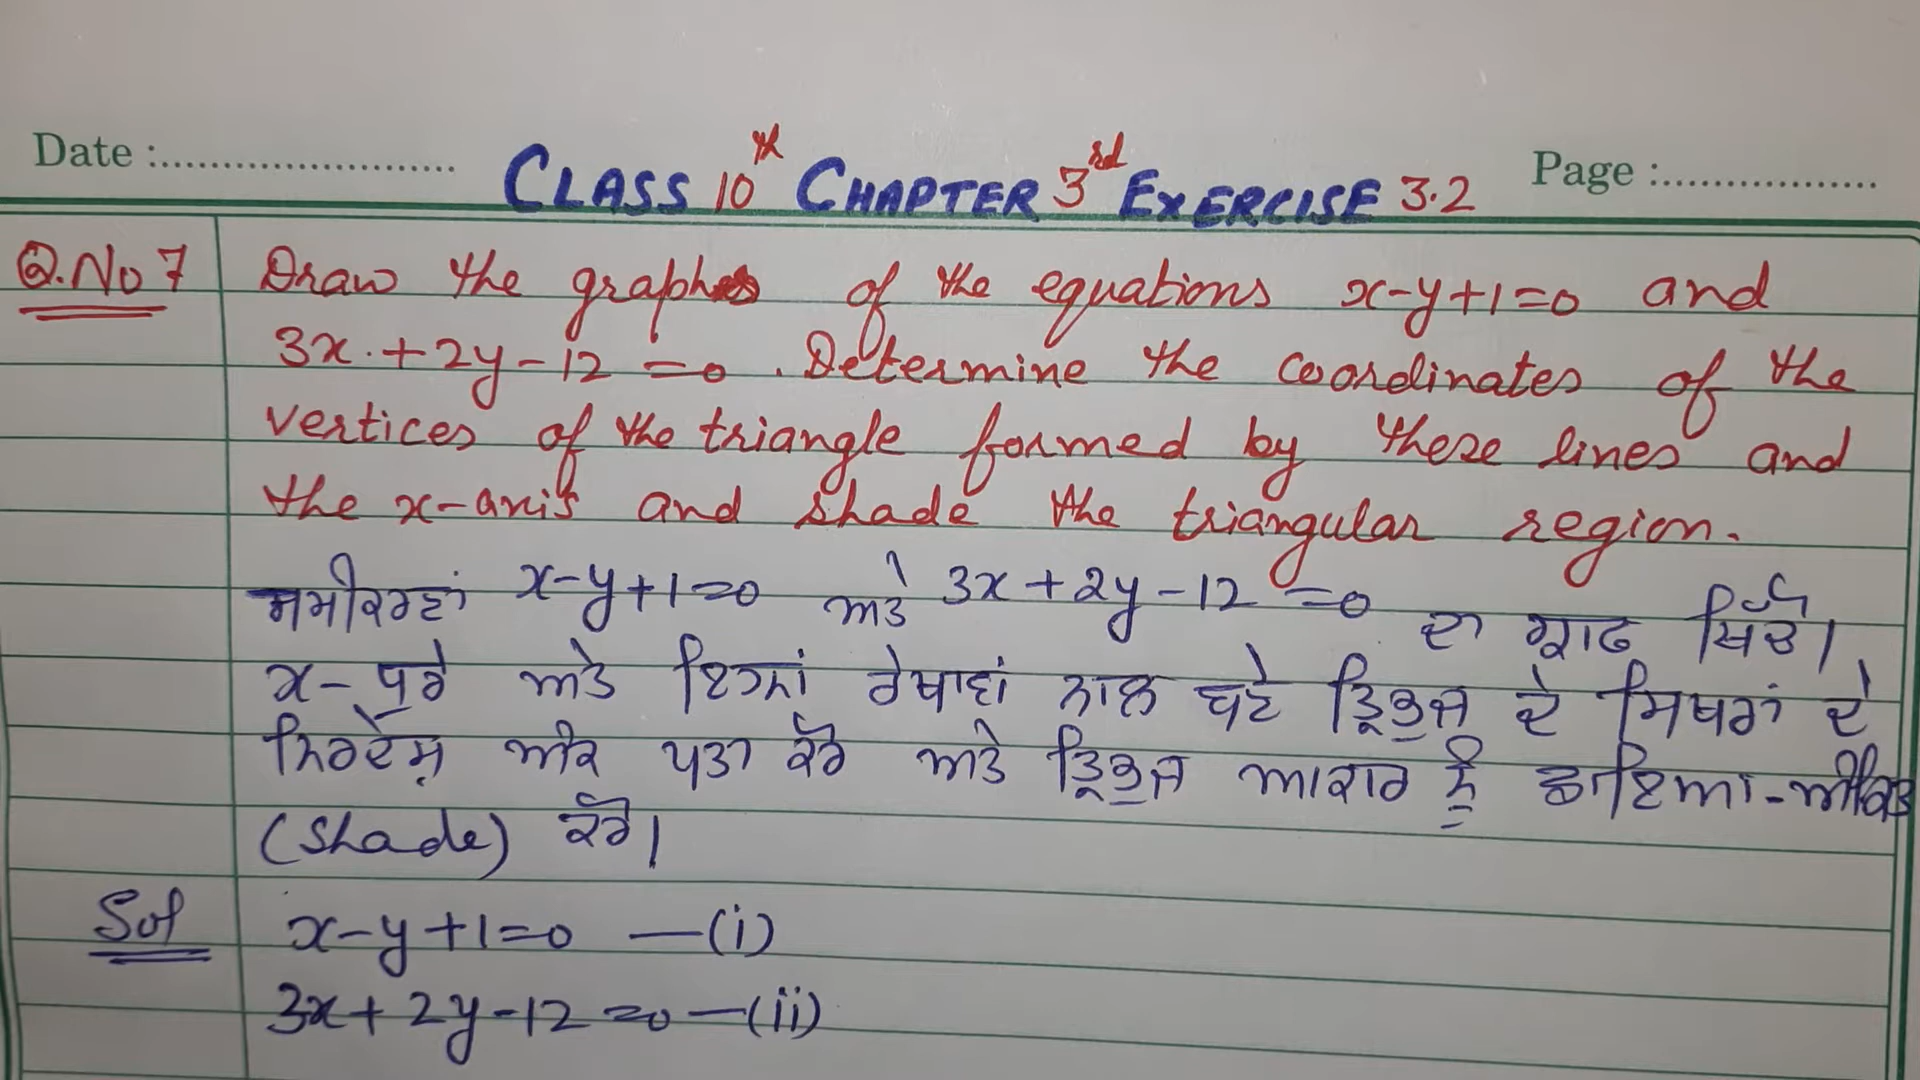 Date :..............................
CLASS 10th CHAPTER 3rd EXERCISE 3.2
Page :......................
Q.No 7
Draw the graphs of the equations x-y+1=0 and
3x+2y-12=0. Determine the coordinates of the
vertices of the triangle formed by these lines and
the x-axis and shade the triangular region.
ਸਮੀਕਰਣਾਂ x-y+1=0 ਅਤੇ 3x+2y-12=0 ਦਾ ਗ੍ਰਾਫ ਖਿੱਚੋ।
x-ਧੁਰੇ ਅਤੇ ਇਹਨਾਂ ਰੇਖਾਵਾਂ ਨਾਲ ਬਣੇ ਤ੍ਰਿਭੁਜ ਦੇ ਸਿਖਰਾਂ ਦੇ
ਨਿਰਦੇਸ਼ ਅੰਕ ਪਤਾ ਕਰੋ ਅਤੇ ਤ੍ਰਿਭੁਜ ਆਕਾਰ ਨੂੰ ਛਾਇਆ-ਅੰਕਿਤ
(Shade) ਕਰੋ।
Sol
x-y+1=0 —(i)
3x+2y-12=0 —(ii)